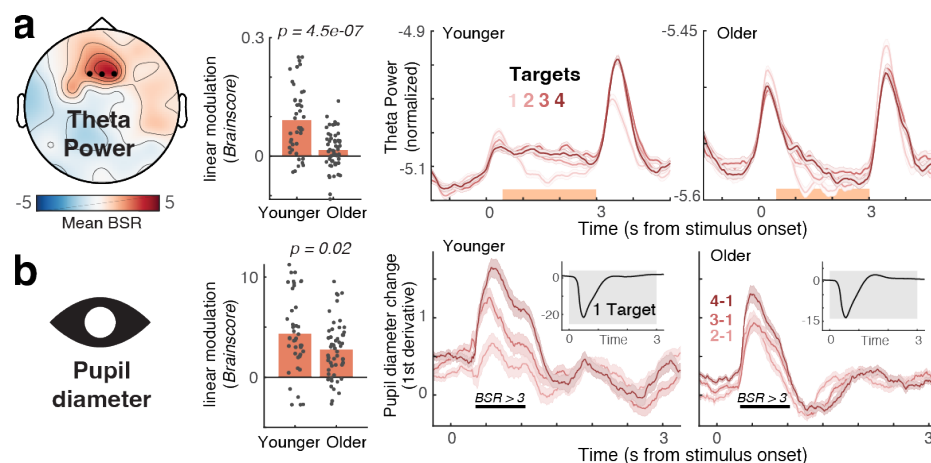 a
Theta
Power
-5
5
Mean BSR
p = 4.5e-07
0.3
0
linear modulation
(Brainscore)
Younger Older
Younger
-4.9
-5.1
Theta Power
(normalized)
Targets
1 2 3 4
0
3
Older
-5.45
-5.6
0
3
Time (s from stimulus onset)
b
Pupil
diameter
p = 0.02
10
0
linear modulation
(Brainscore)
Younger Older
Younger
1
0
Pupil diameter change
(1st derivative)
BSR > 3
0
3
0
-20
1 Target
0 Time 3
Older
4-1
3-1
2-1
BSR > 3
0
3
0
-15
0 Time 3
Time (s from stimulus onset)